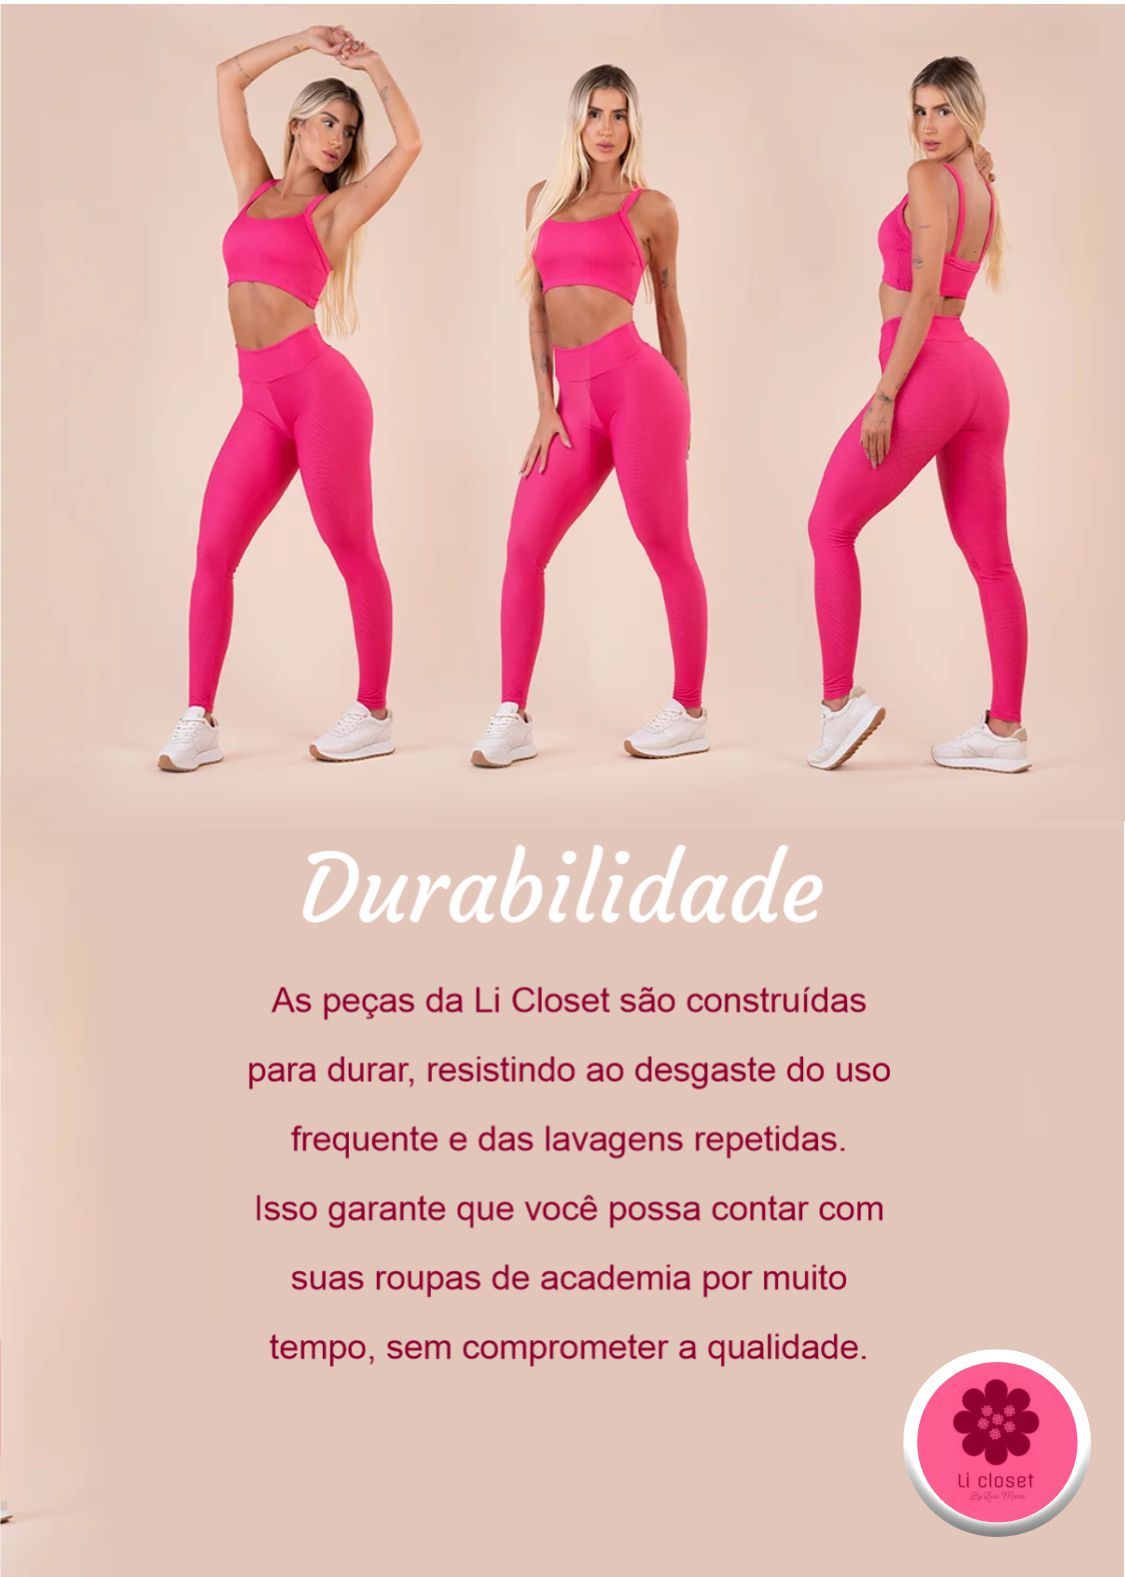 Durabilidade
As peças da Li Closet são construídas
para durar, resistindo ao desgaste do uso
frequente e das lavagens repetidas.
Isso garante que você possa contar com
suas roupas de academia por muito
tempo, sem comprometer a qualidade.
Li closet